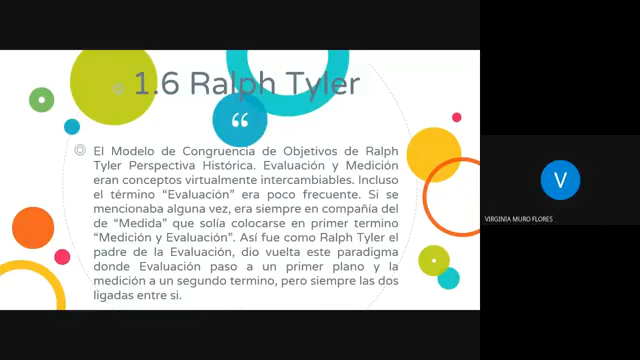 1.6 Ralph Tyler
“
El Modelo de Congruencia de Objetivos de Ralph
Tyler Perspectiva Histórica. Evaluación y Medición
eran conceptos virtualmente intercambiables. Incluso
el término “Evaluación” era poco frecuente. Si se
mencionaba alguna vez, era siempre en compañía del
de “Medida” que solía colocarse en primer termino
“Medición y Evaluación”. Así fue como Ralph Tyler el
padre de la Evaluación, dio vuelta este paradigma
donde Evaluación paso a un primer plano y la
medición a un segundo termino, pero siempre las dos
ligadas entre si.
V
VIRGINIA MURO FLORES